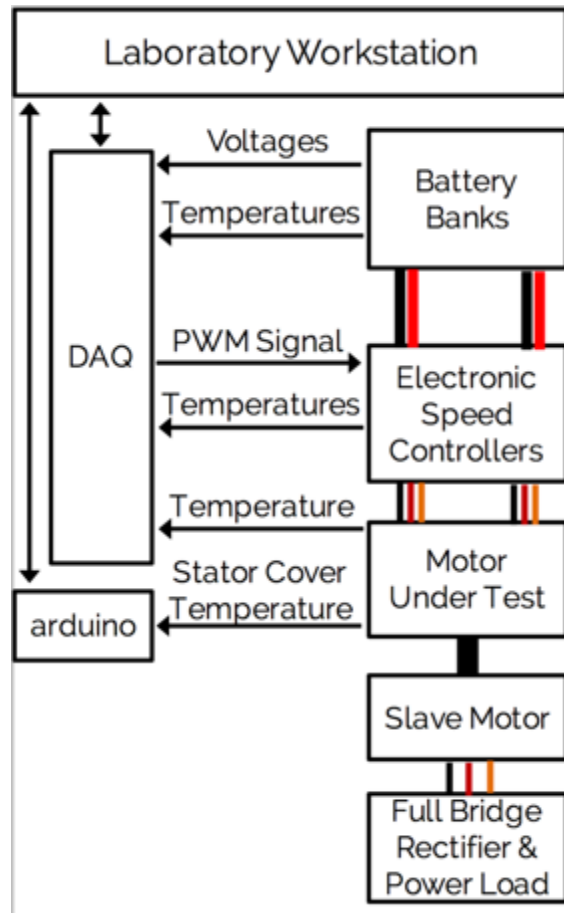 Laboratory Workstation
Voltages
Battery
Banks
Temperatures
DAQ
PWM Signal
Electronic
Speed
Controllers
Temperatures
Temperature
Motor
Under Test
Stator Cover
Temperature
arduino
Slave Motor
Full Bridge
Rectifier &
Power Load